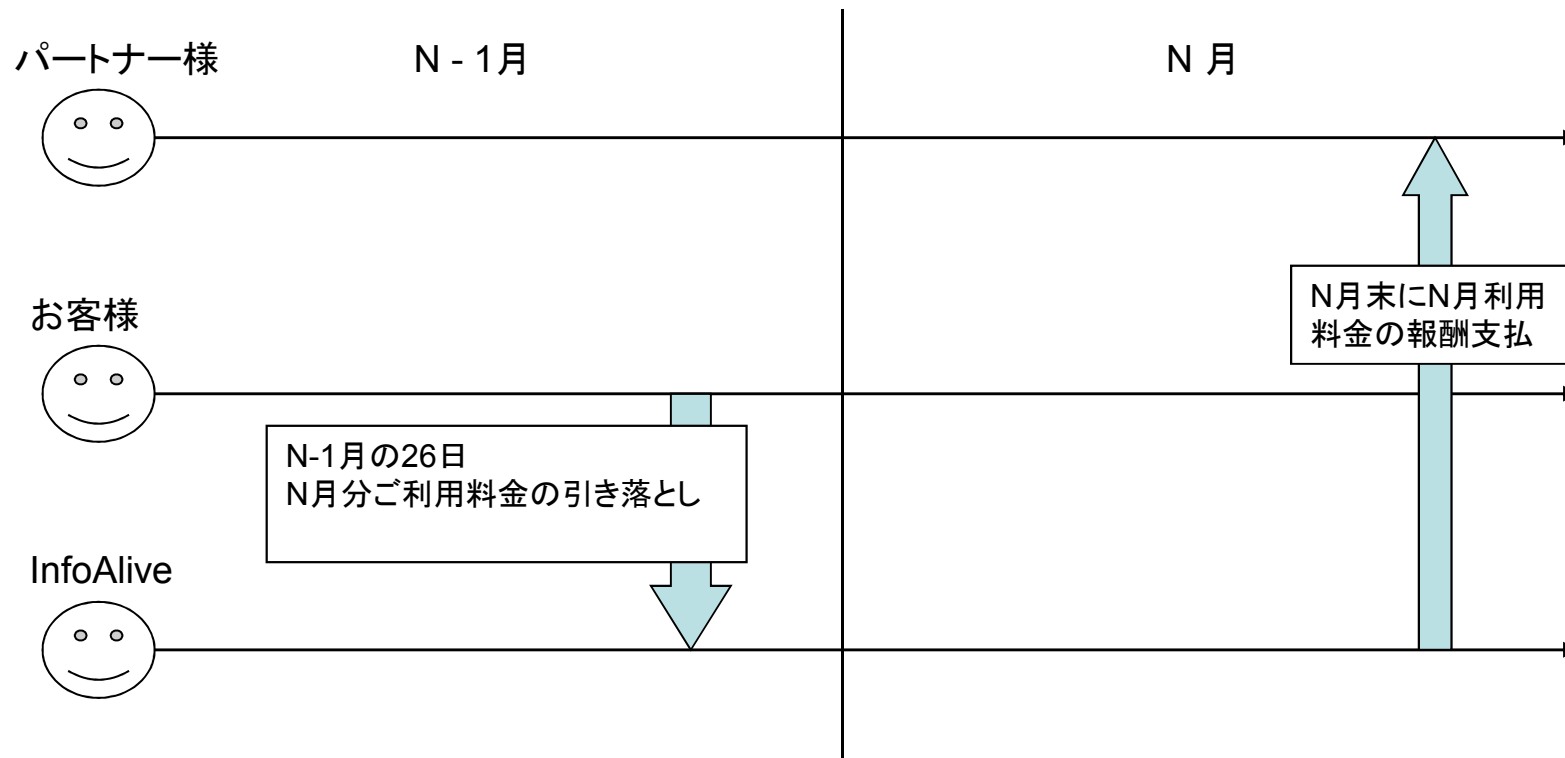 パートナー様
N - 1月
N 月
N月末にN月利用
料金の報酬支払
お客様
N-1月の26日
N月分ご利用料金の引き落とし
InfoAlive